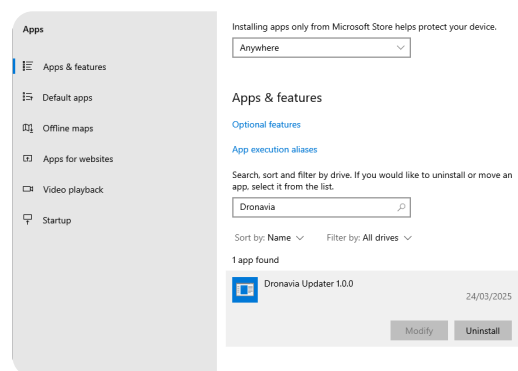 Apps
Apps & features
Default apps
Offline maps
Apps for websites
Video playback
Startup
Installing apps only from Microsoft Store helps protect your device.
Anywhere
Apps & features
Optional features
App execution aliases
Search, sort and filter by drive. If you would like to uninstall or move an
app, select it from the list.
Dronavia
Sort by: Name Filter by: All drives
1 app found
Dronavia Updater 1.0.0
24/03/2025
Modify Uninstall